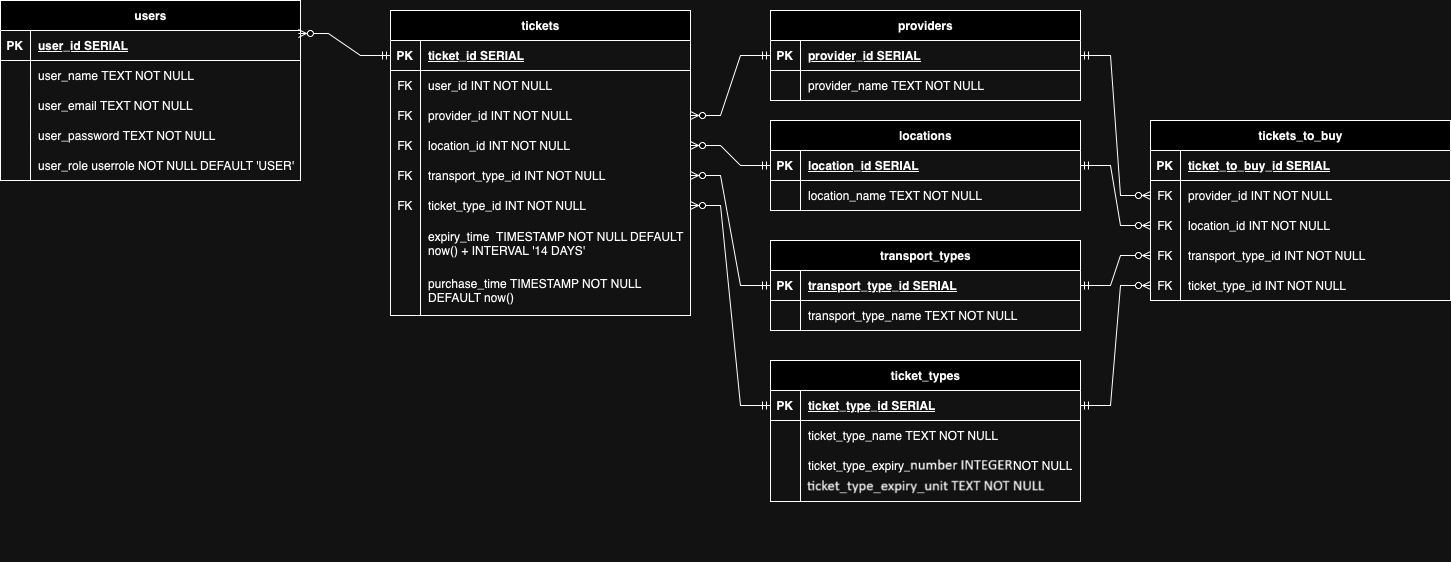 users
PK user_id SERIAL
user_name TEXT NOT NULL
user_email TEXT NOT NULL
user_password TEXT NOT NULL
user_role userrole NOT NULL DEFAULT 'USER'
tickets
PK ticket_id SERIAL
FK user_id INT NOT NULL
FK provider_id INT NOT NULL
FK location_id INT NOT NULL
FK transport_type_id INT NOT NULL
FK ticket_type_id INT NOT NULL
expiry_time TIMESTAMP NOT NULL DEFAULT
now() + INTERVAL '14 DAYS'
purchase_time TIMESTAMP NOT NULL
DEFAULT now()
providers
PK provider_id SERIAL
provider_name TEXT NOT NULL
locations
PK location_id SERIAL
location_name TEXT NOT NULL
transport_types
PK transport_type_id SERIAL
transport_type_name TEXT NOT NULL
ticket_types
PK ticket_type_id SERIAL
ticket_type_name TEXT NOT NULL
ticket_type_expiry_number INTEGER NOT NULL
ticket_type_expiry_unit TEXT NOT NULL
tickets_to_buy
PK ticket_to_buy_id SERIAL
FK provider_id INT NOT NULL
FK location_id INT NOT NULL
FK transport_type_id INT NOT NULL
FK ticket_type_id INT NOT NULL